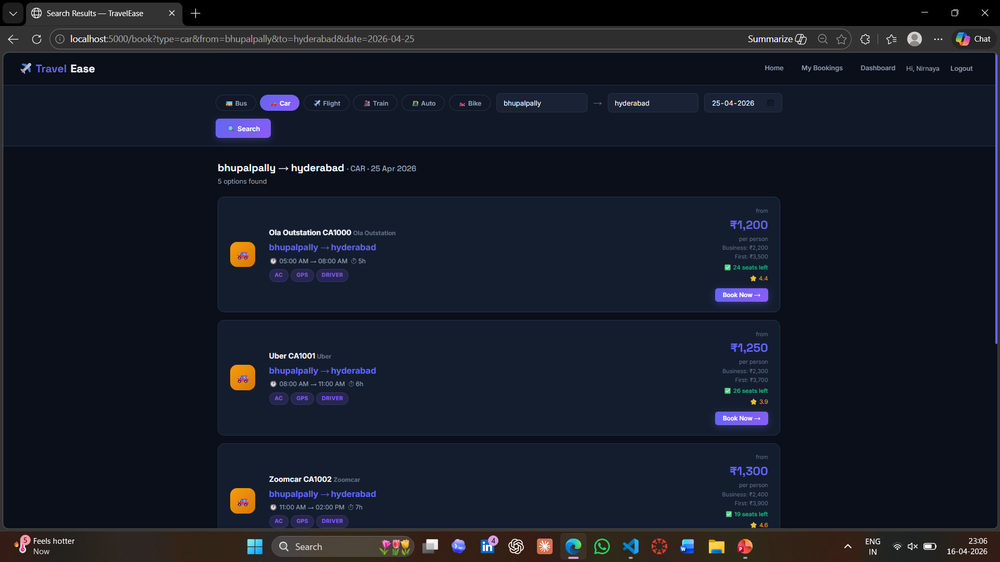 Search Results — TravelEase
localhost:5000/book?type=car&from=bhupalpally&to=hyderabad&date=2026-04-25
Summarize
Chat
Travel Ease
Home
My Bookings
Dashboard
Hi, Nirnaya
Logout
Bus
Car
Flight
Train
Auto
Bike
bhupalpally
→
hyderabad
25-04-2026
Search
bhupalpally → hyderabad · CAR · 25 Apr 2026
5 options found
Ola Outstation CA1000 Ola Outstation
bhupalpally → hyderabad
05:00 AM → 08:00 AM 5h
AC GPS DRIVER
from
₹1,200
per person
Business: ₹2,200
First: ₹3,500
24 seats left
4.4
Book Now →
Uber CA1001 Uber
bhupalpally → hyderabad
08:00 AM → 11:00 AM 6h
AC GPS DRIVER
from
₹1,250
per person
Business: ₹2,300
First: ₹3,700
26 seats left
3.9
Book Now →
Zoomcar CA1002 Zoomcar
bhupalpally → hyderabad
11:00 AM → 02:00 PM 7h
AC GPS DRIVER
from
₹1,300
per person
Business: ₹2,400
First: ₹3,900
19 seats left
4.6
5
Feels hotter
Now
Search
4
ENG
IN
23:06
16-04-2026